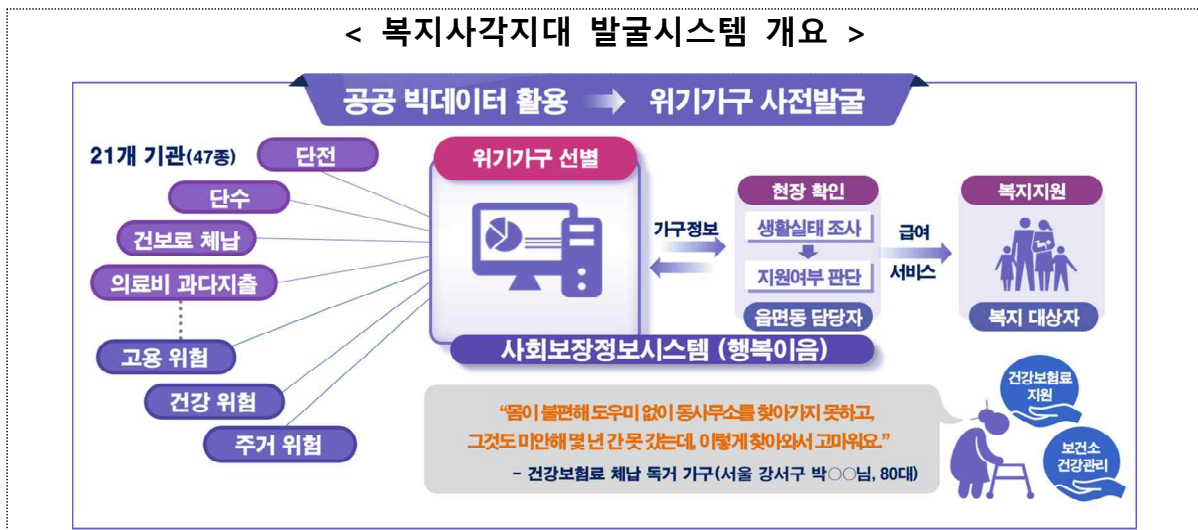 < 복지사각지대 발굴시스템 개요 >
공공 빅데이터 활용 → 위기가구 사전발굴
21개 기관(47종)
단전
단수
건보료 체납
의료비 과다지출
고용 위험
건강 위험
주거 위험
위기가구 선별
사회보장정보시스템 (행복이음)
가구정보
현장 확인
생활실태 조사
지원여부 판단
읍면동 담당자
급여
서비스
복지지원
복지 대상자
“몸이 불편해 도우미 없이 동사무소를 찾아가지 못하고,
그것도 미안해 몇 년 간 못 갔는데, 이렇게 찾아와서 고마워요.”
- 건강보험료 체납 독거 가구(서울 강서구 박○○님, 80대)
건강보험료
지원
보건소
건강관리